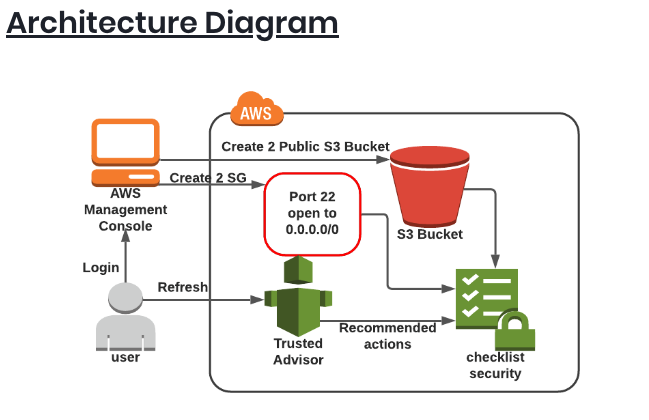 Architecture Diagram
AWS
Create 2 Public S3 Bucket
Create 2 SG
AWS
Management
Console
Port 22
open to
0.0.0.0/0
S3 Bucket
Login
Refresh
user
Trusted
Advisor
Recommended
actions
checklist
security